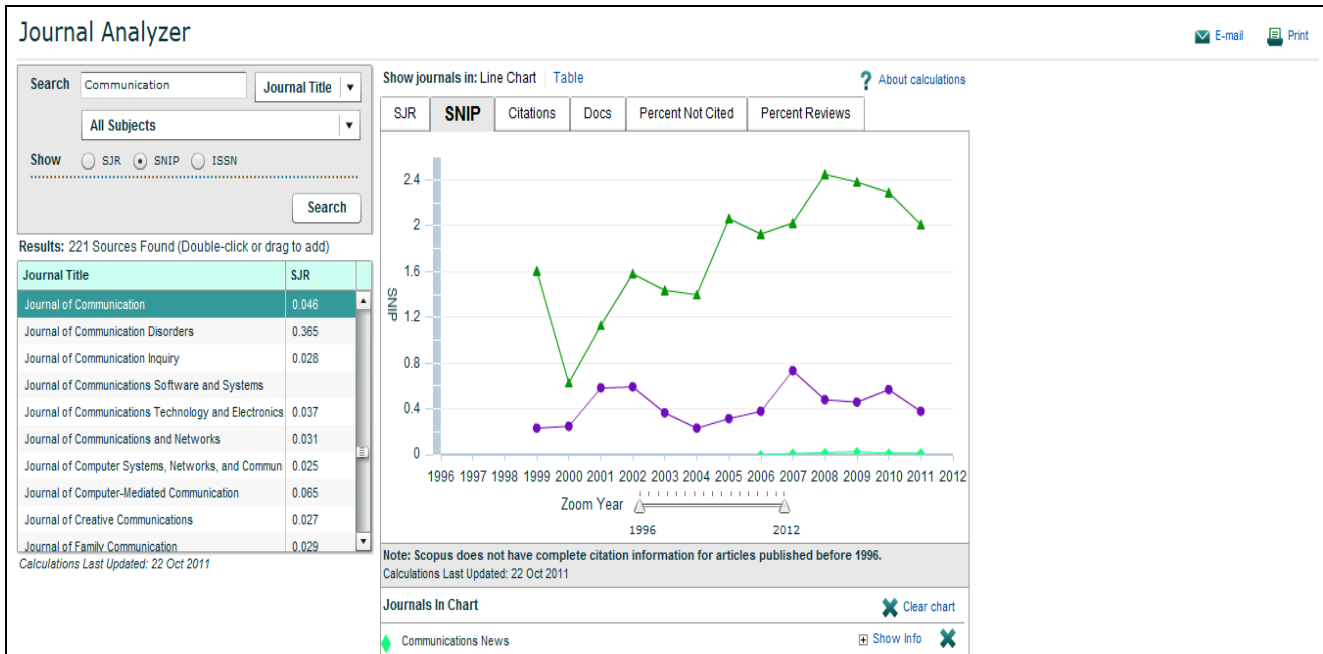 Journal Analyzer
E-mail Print
Search Communication Journal Title
All Subjects
Show SJR SNIP ISSN
Search
Results: 221 Sources Found (Double-click or drag to add)
Journal Title SJR
Journal of Communication 0.046
Journal of Communication Disorders 0.365
Journal of Communication Inquiry 0.028
Journal of Communications Software and Systems
Journal of Communications Technology and Electronics 0.037
Journal of Communications and Networks 0.031
Journal of Computer Systems, Networks, and Commun 0.025
Journal of Computer-Mediated Communication 0.065
Journal of Creative Communications 0.027
Journal of Family Communication 0.029
Calculations Last Updated: 22 Oct 2011
Show journals in: Line Chart Table
? About calculations
SJR SNIP Citations Docs Percent Not Cited Percent Reviews
2.4
2
1.6
1.2
0.8
0.4
0
SNIP
1996 1997 1998 1999 2000 2001 2002 2003 2004 2005 2006 2007 2008 2009 2010 2011 2012
Zoom Year
1996 2012
Note: Scopus does not have complete citation information for articles published before 1996.
Calculations Last Updated: 22 Oct 2011
Journals In Chart Clear chart
Communications News Show Info